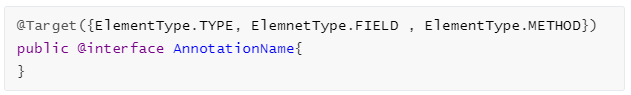 @Target({ElementType.TYPE, ElemnetType.FIELD , ElementType.METHOD})
public @interface AnnotationName{
}